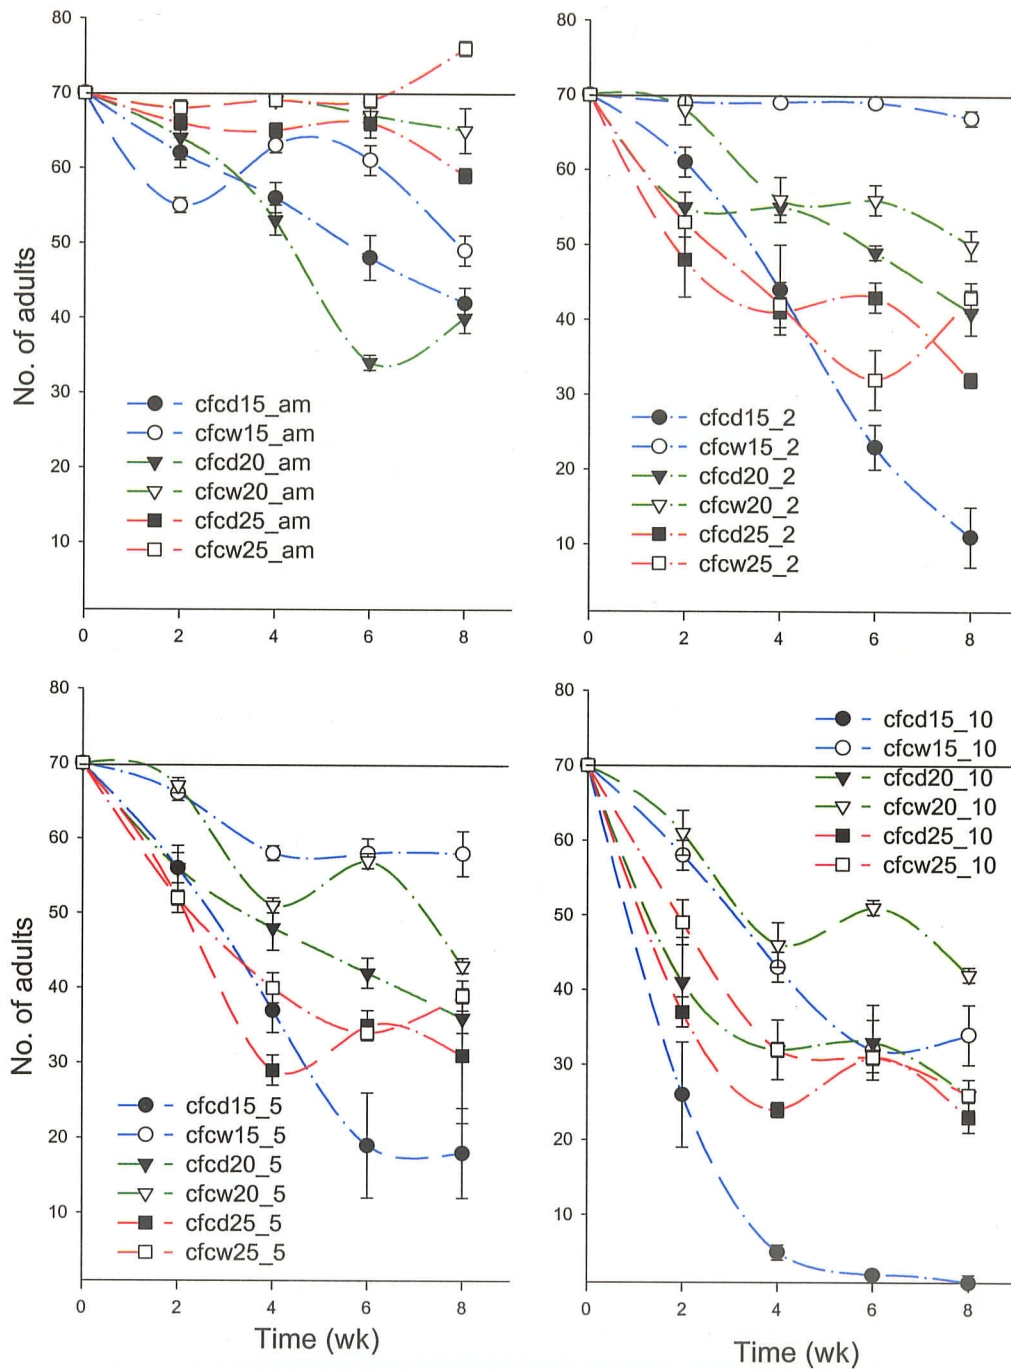 80
70
60
50
40
30
20
10
No. of adults
cfcd15_am
cfcw15_am
cfcd20_am
cfcw20_am
cfcd25_am
cfcw25_am
0 2 4 6 8
80
70
60
50
40
30
20
10
cfcd15_2
cfcw15_2
cfcd20_2
cfcw20_2
cfcd25_2
cfcw25_2
0 2 4 6 8
80
70
60
50
40
30
20
10
No. of adults
cfcd15_5
cfcw15_5
cfcd20_5
cfcw20_5
cfcd25_5
cfcw25_5
0 2 4 6 8
Time (wk)
80
70
60
50
40
30
20
10
cfcd15_10
cfcw15_10
cfcd20_10
cfcw20_10
cfcd25_10
cfcw25_10
0 2 4 6 8
Time (wk)